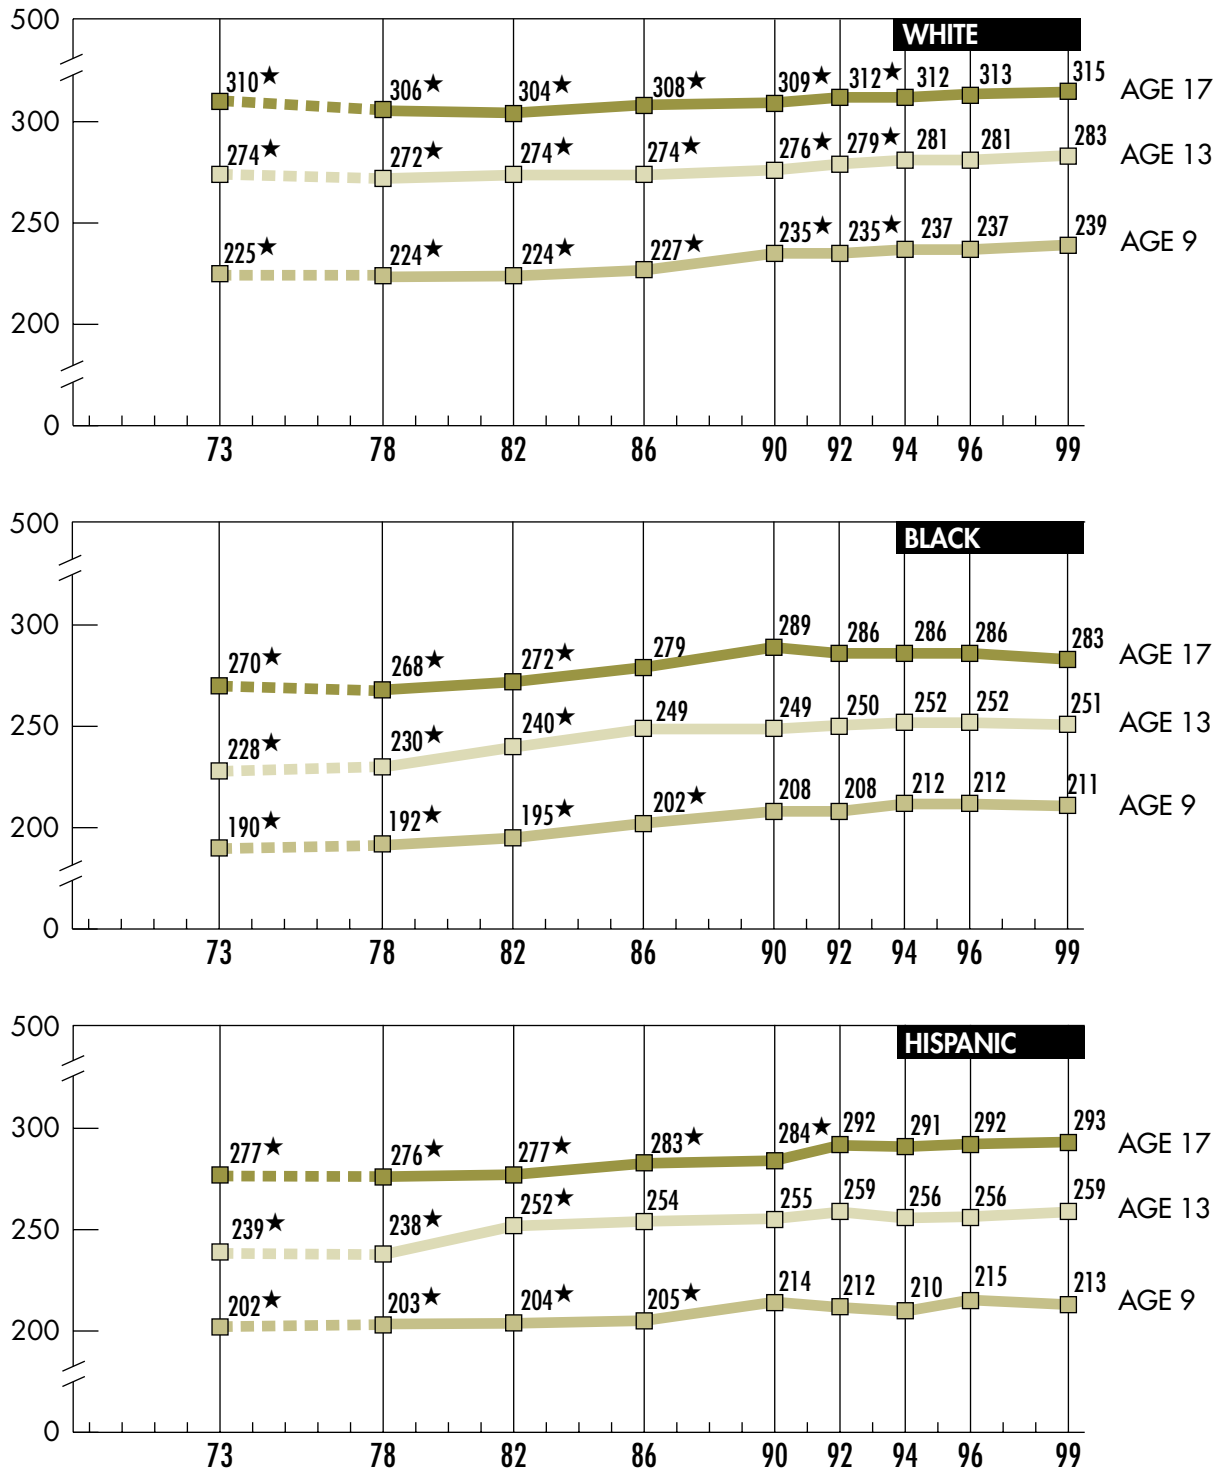 500
WHITE
310★ 306★ 304★ 308★ 309★ 312★ 312 313 315 AGE 17
300
274★ 272★ 274★ 274★ 276★ 279★ 281 281 283 AGE 13
250
225★ 224★ 224★ 227★ 235★ 235★ 237 237 239 AGE 9
200
0
73 78 82 86 90 92 94 96 99
500
BLACK
300
270★ 268★ 272★ 279 289 286 286 286 283 AGE 17
250
228★ 230★ 240★ 249 249 250 252 252 251 AGE 13
200
190★ 192★ 195★ 202★ 208 208 212 212 211 AGE 9
0
73 78 82 86 90 92 94 96 99
500
HISPANIC
300
277★ 276★ 277★ 283★ 284★ 292 291 292 293 AGE 17
250
239★ 238★ 252★ 254 255 259 256 256 259 AGE 13
202★ 203★ 204★ 205★ 214 212 210 215 213 AGE 9
200
0
73 78 82 86 90 92 94 96 99